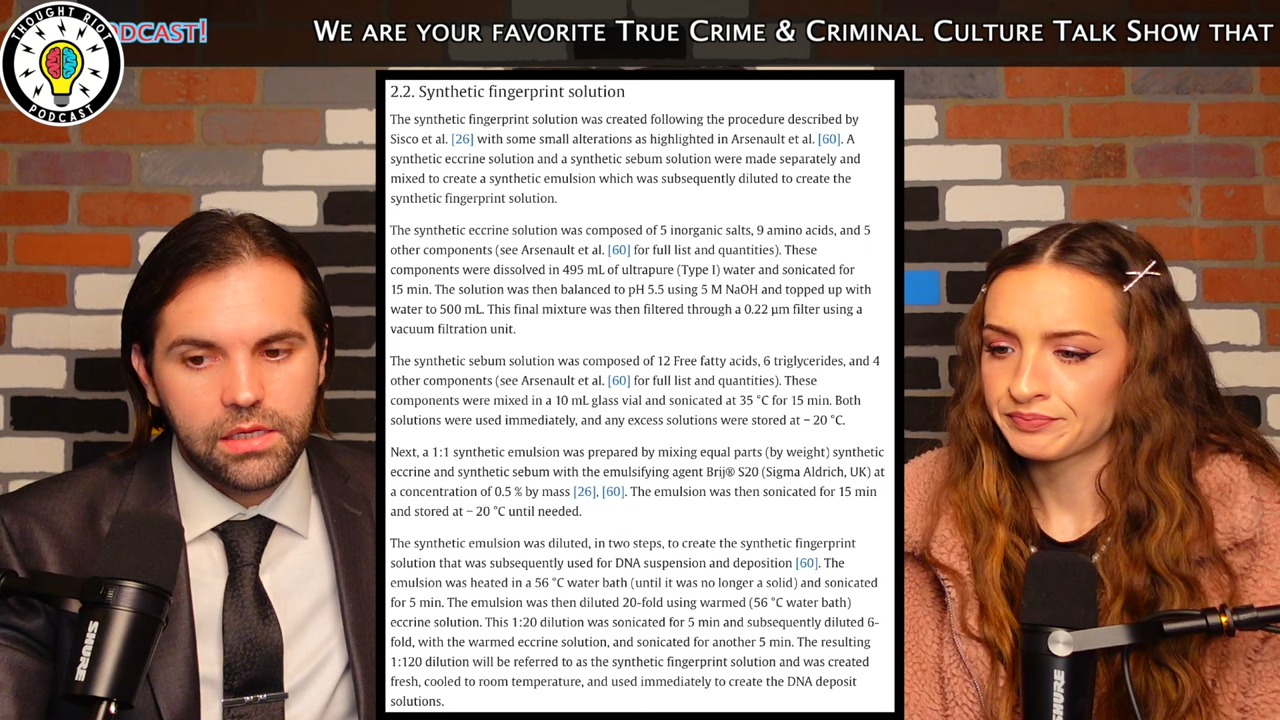 THOUGHT RIOT
PODCAST
PODCAST!
WE ARE YOUR FAVORITE TRUE CRIME & CRIMINAL CULTURE TALK SHOW THAT
2.2. Synthetic fingerprint solution
The synthetic fingerprint solution was created following the procedure described by
Sisco et al. [26] with some small alterations as highlighted in Arsenault et al. [60]. A
synthetic eccrine solution and a synthetic sebum solution were made separately and
mixed to create a synthetic emulsion which was subsequently diluted to create the
synthetic fingerprint solution.
The synthetic eccrine solution was composed of 5 inorganic salts, 9 amino acids, and 5
other components (see Arsenault et al. [60] for full list and quantities). These
components were dissolved in 495 mL of ultrapure (Type I) water and sonicated for
15 min. The solution was then balanced to pH 5.5 using 5 M NaOH and topped up with
water to 500 mL. This final mixture was then filtered through a 0.22 µm filter using a
vacuum filtration unit.
The synthetic sebum solution was composed of 12 Free fatty acids, 6 triglycerides, and 4
other components (see Arsenault et al. [60] for full list and quantities). These
components were mixed in a 10 mL glass vial and sonicated at 35 °C for 15 min. Both
solutions were used immediately, and any excess solutions were stored at − 20 °C.
Next, a 1:1 synthetic emulsion was prepared by mixing equal parts (by weight) synthetic
eccrine and synthetic sebum with the emulsifying agent Brij® S20 (Sigma Aldrich, UK) at
a concentration of 0.5 % by mass [26], [60]. The emulsion was then sonicated for 15 min
and stored at − 20 °C until needed.
The synthetic emulsion was diluted, in two steps, to create the synthetic fingerprint
solution that was subsequently used for DNA suspension and deposition [60]. The
emulsion was heated in a 56 °C water bath (until it was no longer a solid) and sonicated
for 5 min. The emulsion was then diluted 20-fold using warmed (56 °C water bath)
eccrine solution. This 1:20 dilution was sonicated for 5 min and subsequently diluted 6-
fold, with the warmed eccrine solution, and sonicated for another 5 min. The resulting
1:120 dilution will be referred to as the synthetic fingerprint solution and was created
fresh, cooled to room temperature, and used immediately to create the DNA deposit
solutions.
SHURE
SHURE